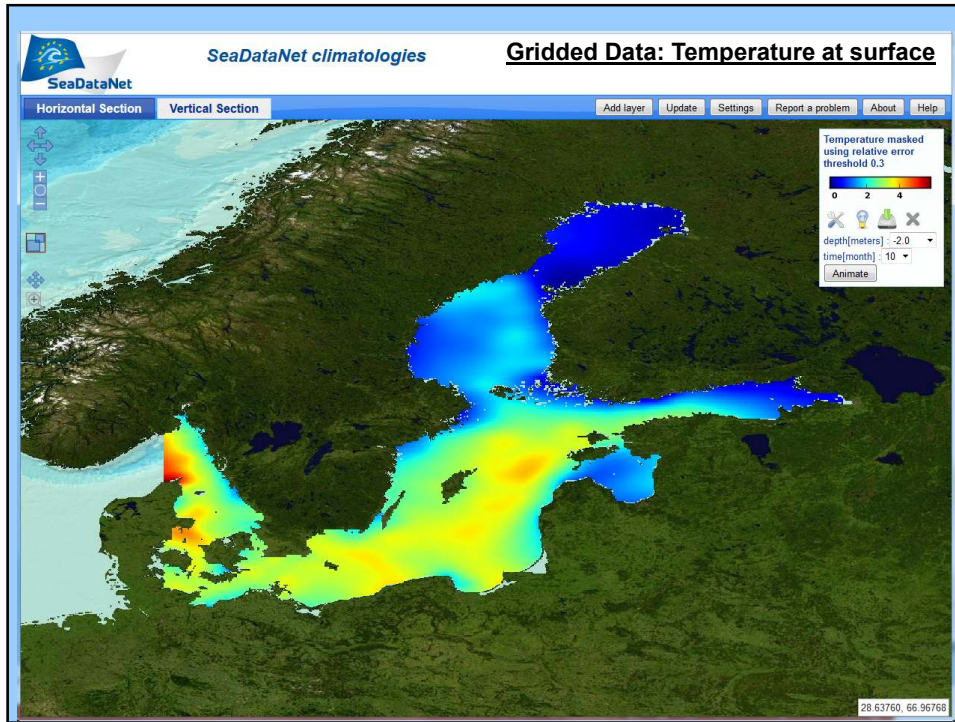 SeaDataNet
SeaDataNet climatologies
Gridded Data: Temperature at surface
Horizontal Section
Vertical Section
Add layer
Update
Settings
Report a problem
About
Help
Temperature masked
using relative error
threshold 0.3
0 2 4
depth[meters] : -2.0
time[month] : 10
Animate
28.63760, 66.96768